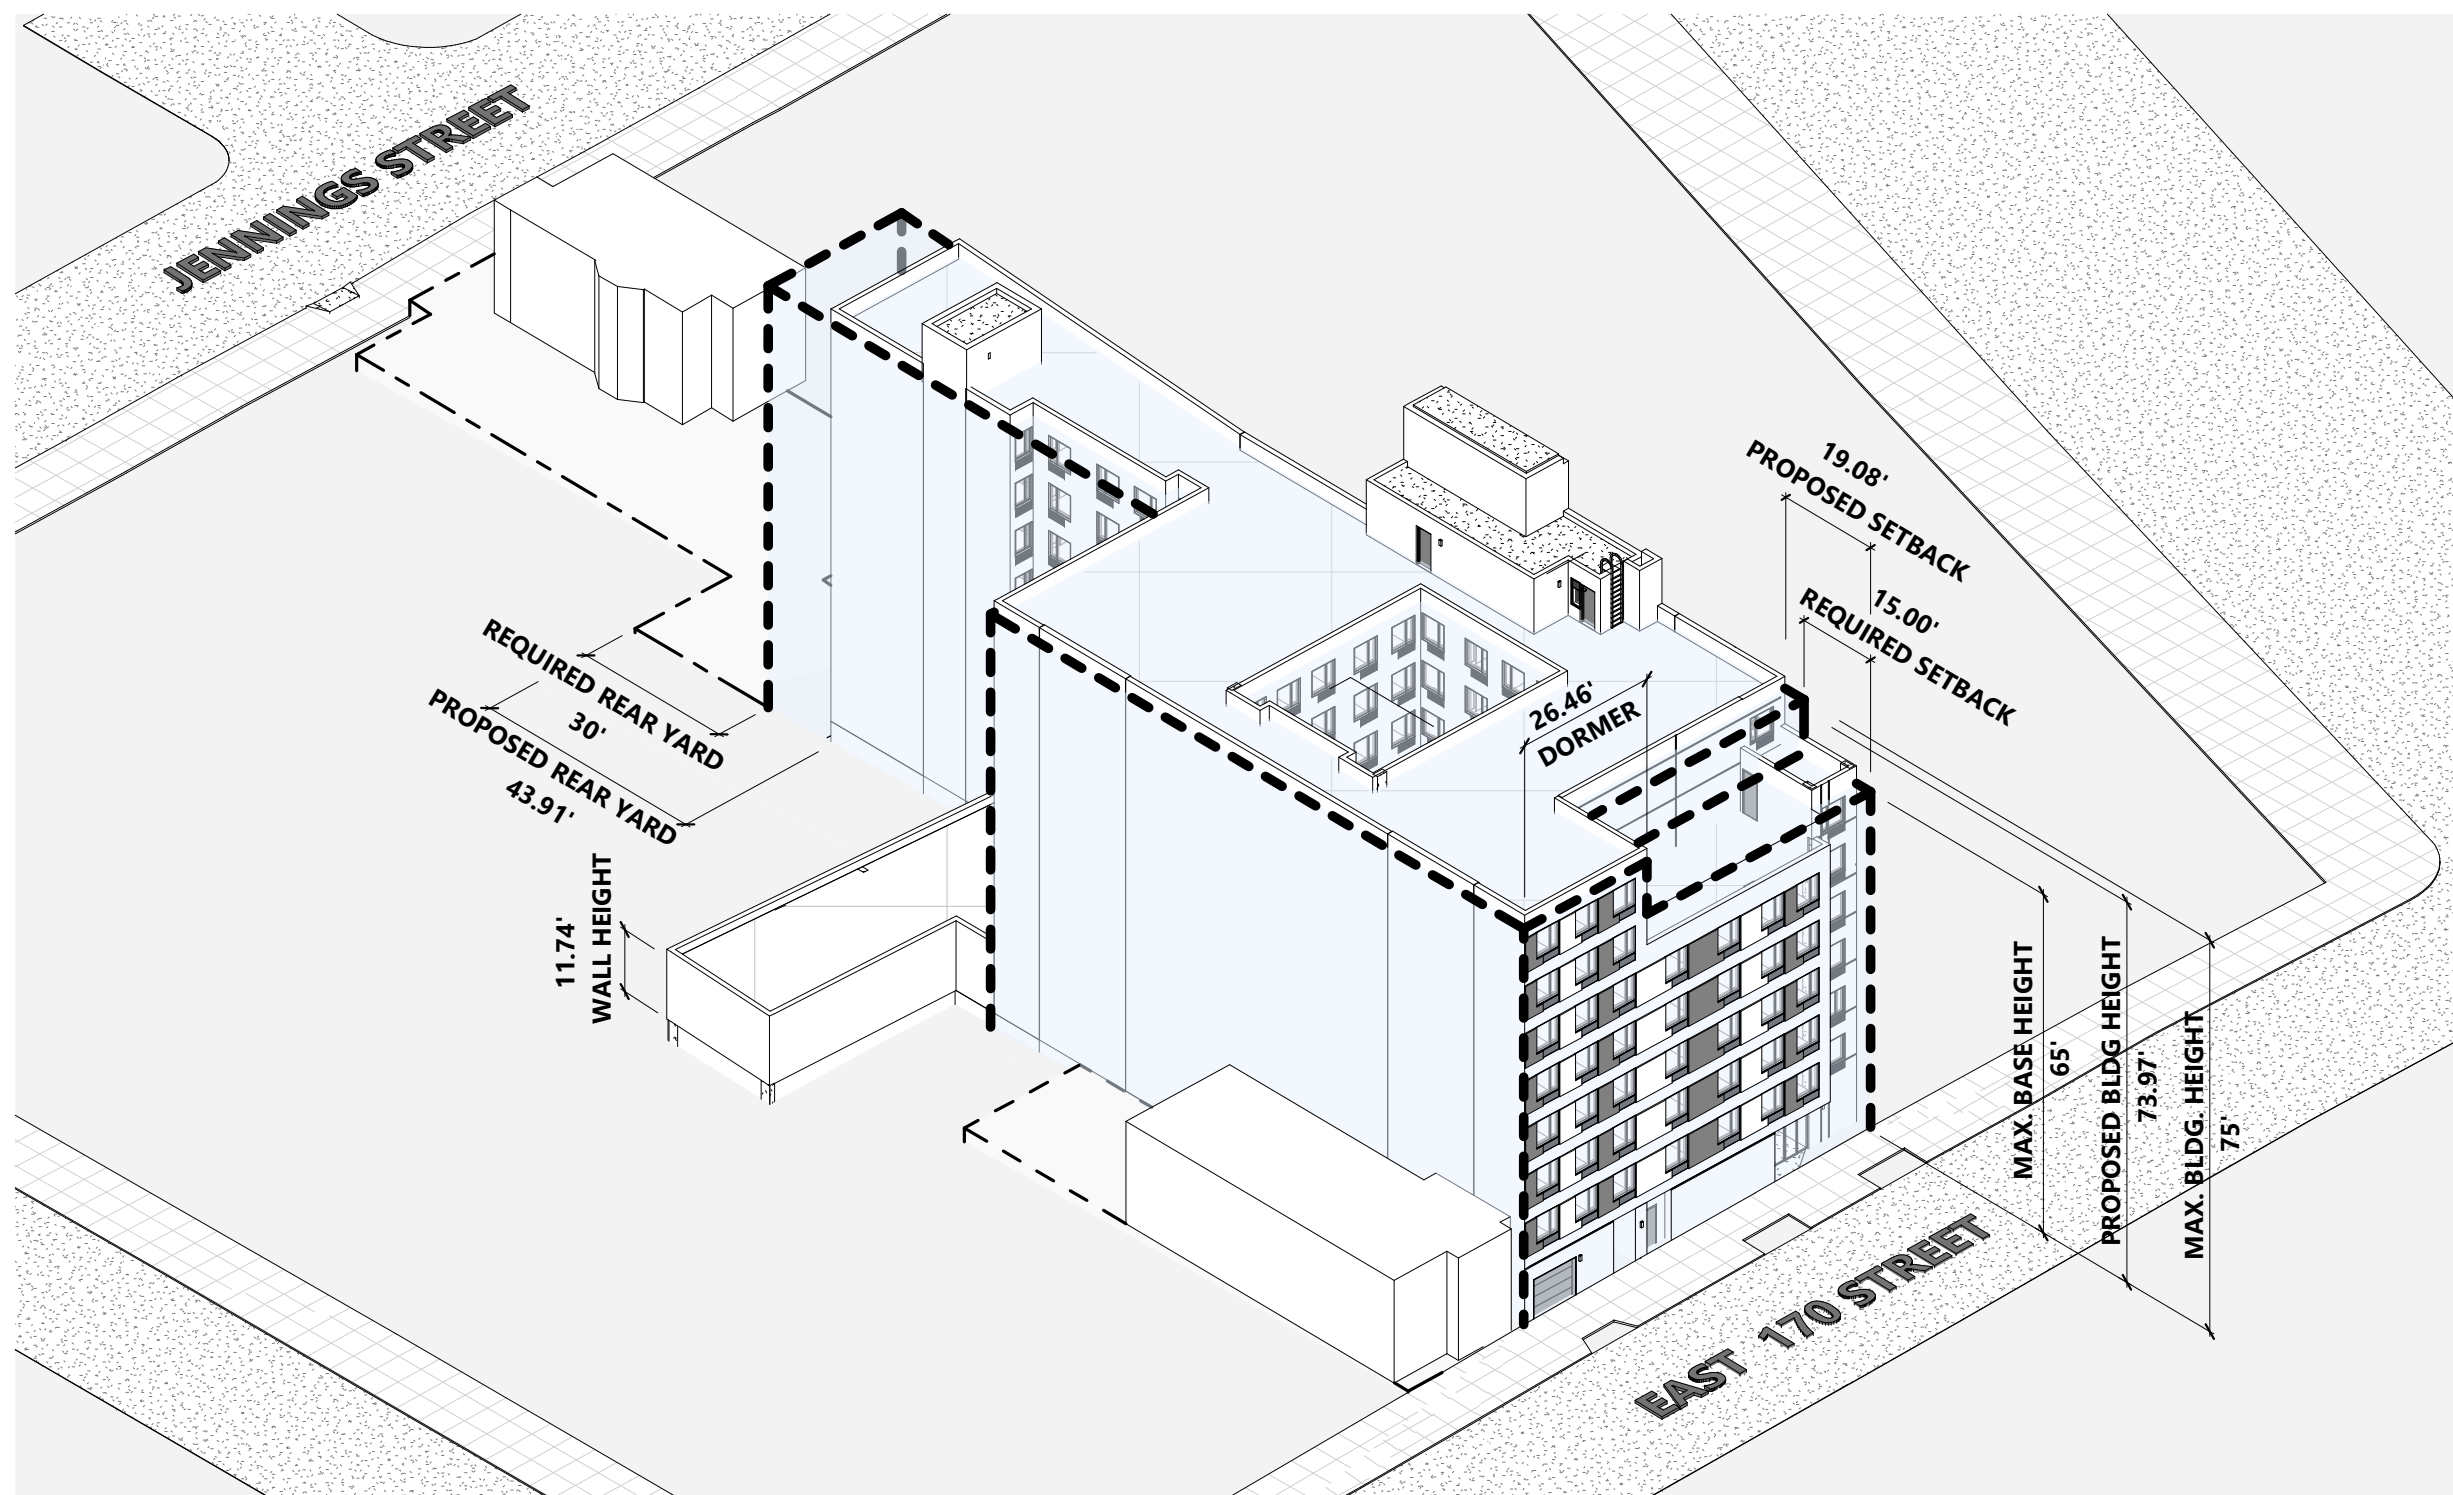 JENNINGS STREET
19.08'
PROPOSED SETBACK
15.00'
REQUIRED SETBACK
REQUIRED REAR YARD
30'
PROPOSED REAR YARD
43.91'
26.46'
DORMER
11.74'
WALL HEIGHT
MAX. BASE HEIGHT
65'
PROPOSED BLDG HEIGHT
73.97'
MAX. BLDG. HEIGHT
75'
EAST 170 STREET